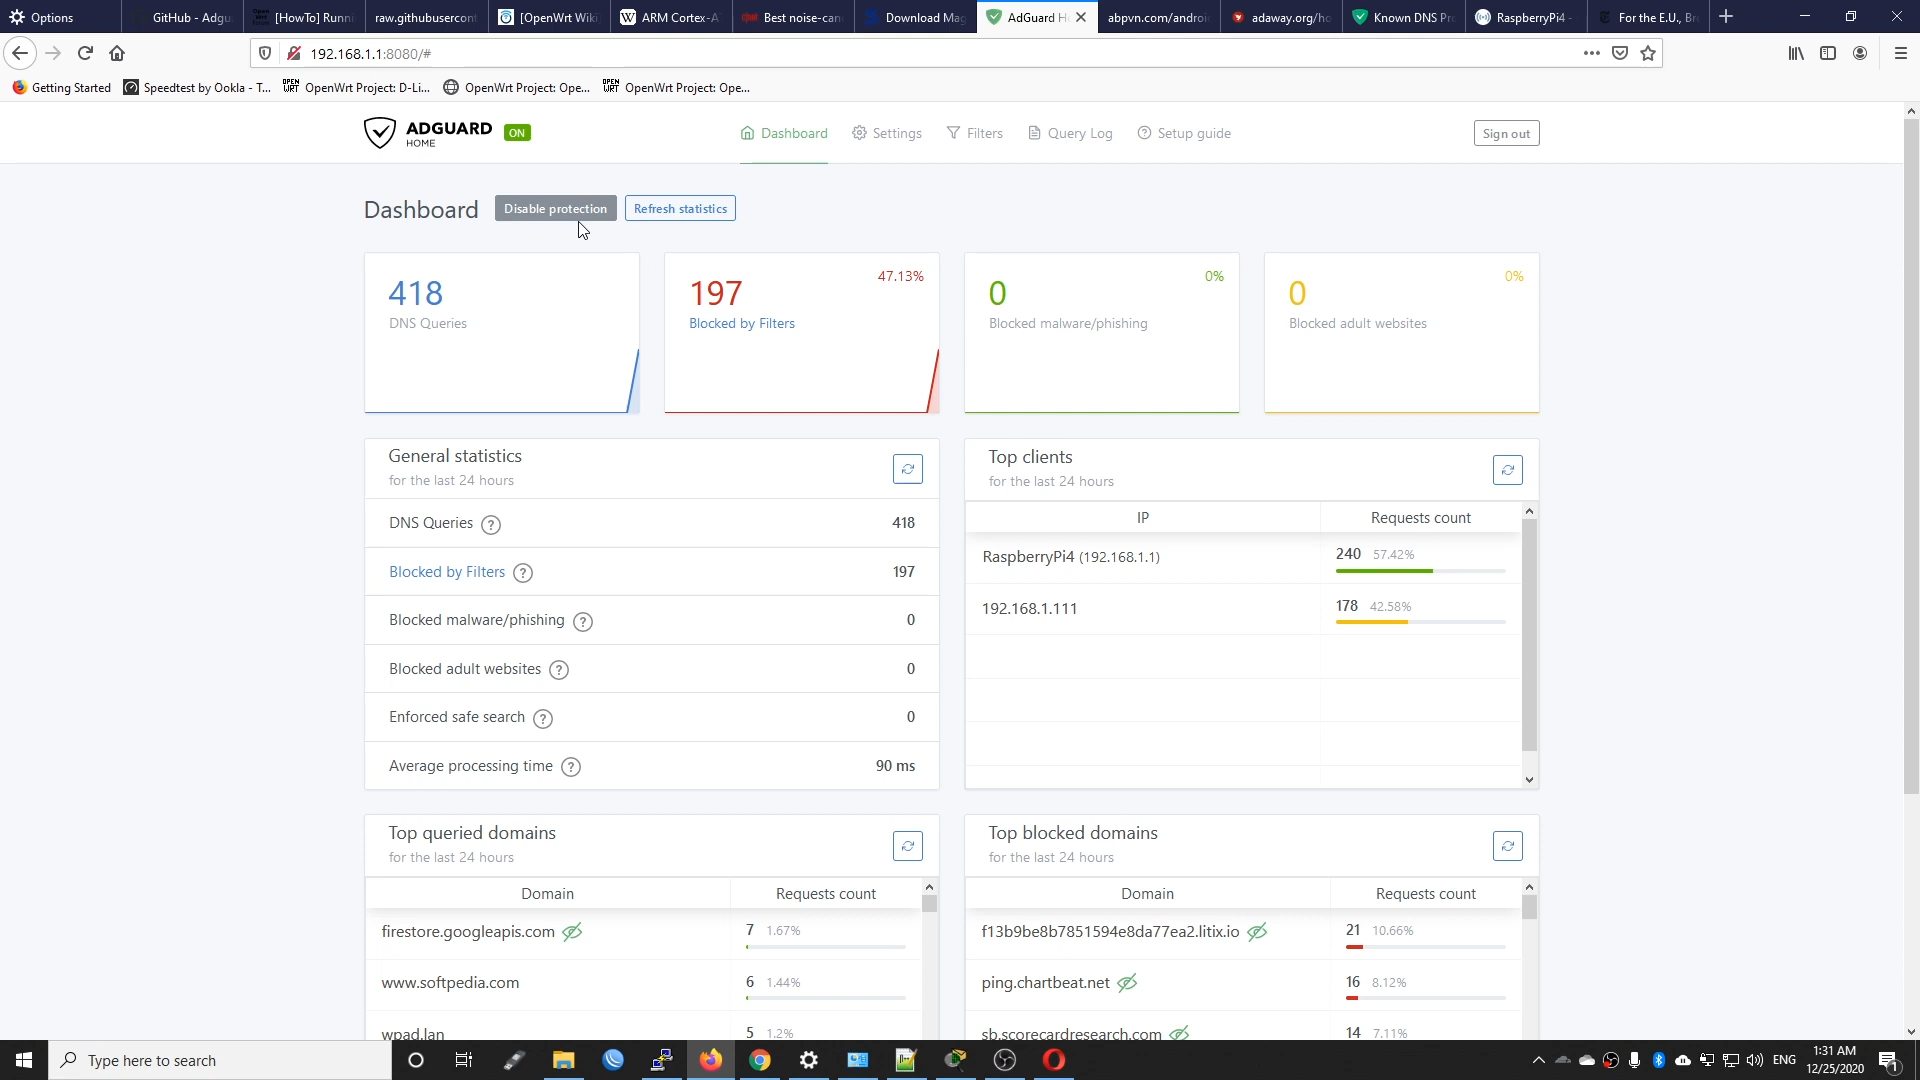 Options
GitHub - Adgu
[HowTo] Runni
raw.githubusercont
[OpenWrt Wiki
ARM Cortex-A
Best noise-can
Download Mag
AdGuard H
abpvn.com/androi
adaway.org/ho
Known DNS Pr
RaspberryPi4 -
For the E.U., Br
192.168.1.1:8080/#
Getting Started
Speedtest by Ookla - T...
OpenWrt Project: D-Li...
OpenWrt Project: Ope...
OpenWrt Project: Ope...
ADGUARD
HOME
ON
Dashboard
Settings
Filters
Query Log
Setup guide
Sign out
Dashboard
Disable protection
Refresh statistics
418
DNS Queries
47.13%
197
Blocked by Filters
0%
0
Blocked malware/phishing
0%
0
Blocked adult websites
General statistics
for the last 24 hours
DNS Queries ? 418
Blocked by Filters ? 197
Blocked malware/phishing ? 0
Blocked adult websites ? 0
Enforced safe search ? 0
Average processing time ? 90 ms
Top clients
for the last 24 hours
IP Requests count
RaspberryPi4 (192.168.1.1) 240 57.42%
192.168.1.111 178 42.58%
Top queried domains
for the last 24 hours
Domain Requests count
firestore.googleapis.com 7 1.67%
www.softpedia.com 6 1.44%
wpad.lan 5 1.2%
Top blocked domains
for the last 24 hours
Domain Requests count
f13b9be8b7851594e8da77ea2.litix.io 21 10.66%
ping.chartbeat.net 16 8.12%
sb.scorecardresearch.com 14 7.11%
Type here to search
ENG
1:31 AM
12/25/2020
1